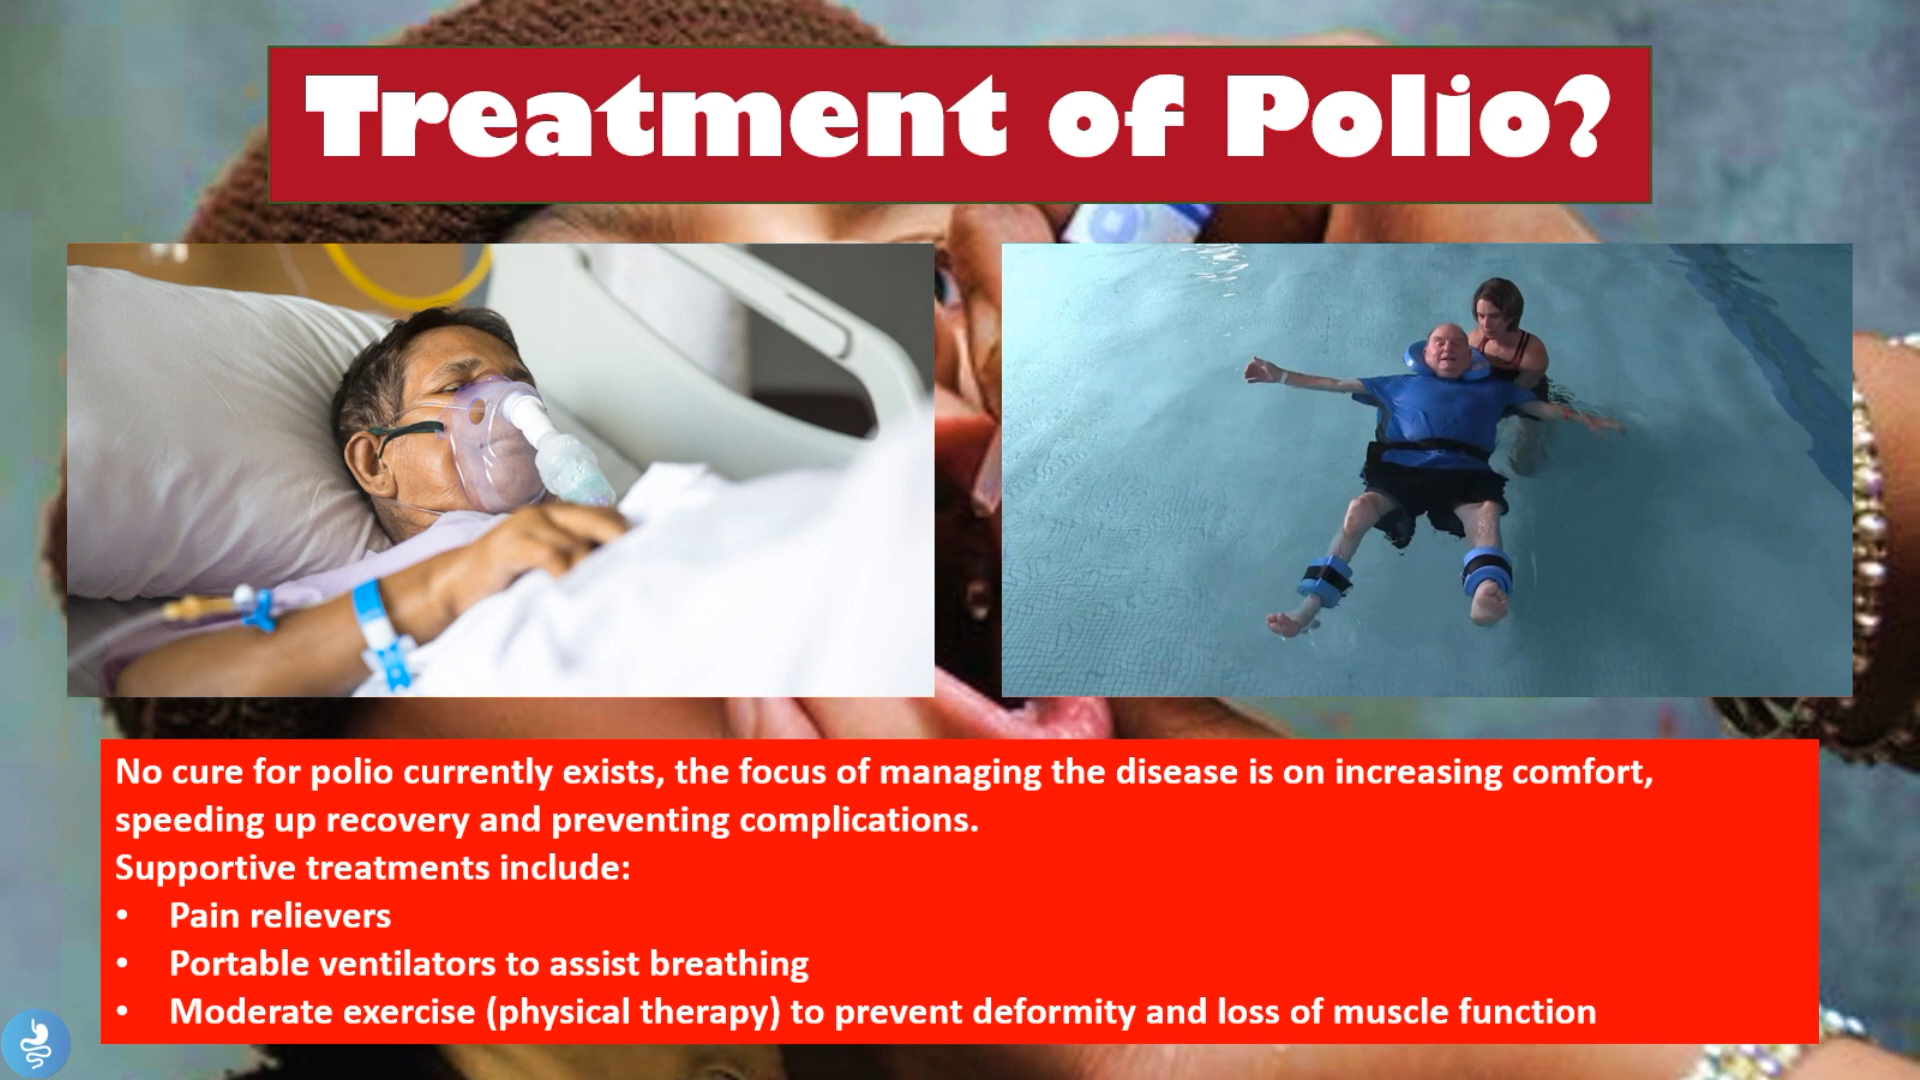 Treatment of Polio?
No cure for polio currently exists, the focus of managing the disease is on increasing comfort,
speeding up recovery and preventing complications.
Supportive treatments include:
• Pain relievers
• Portable ventilators to assist breathing
• Moderate exercise (physical therapy) to prevent deformity and loss of muscle function